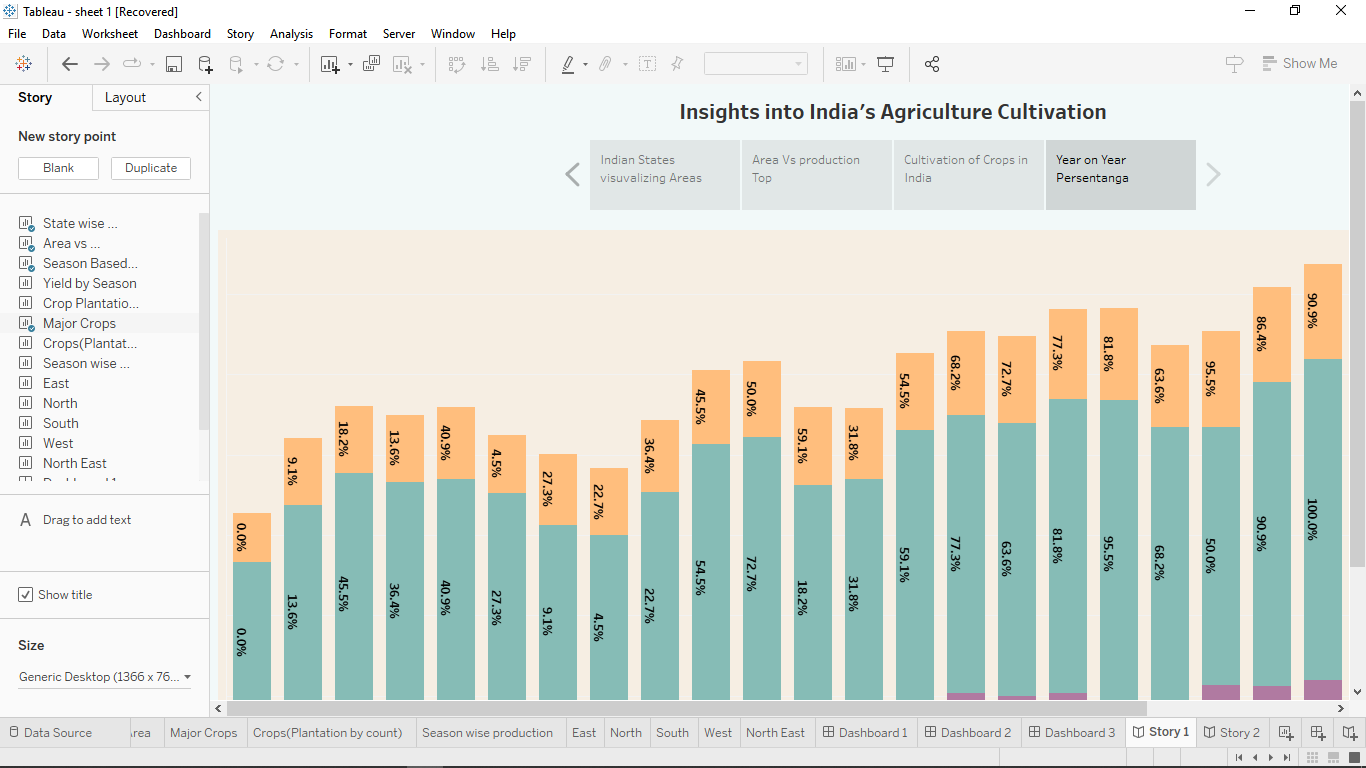 Tableau - sheet 1 [Recovered]
File Data Worksheet Dashboard Story Analysis Format Server Window Help
Show Me
Story Layout
New story point
Blank Duplicate
State wise ...
Area vs ...
Season Based...
Yield by Season
Crop Plantatio...
Major Crops
Crops(Plantat...
Season wise ...
East
North
South
West
North East
A Drag to add text
Show title
Size
Generic Desktop (1366 x 76...
Insights into India's Agriculture Cultivation
Indian States
visuvalizing Areas
Area Vs production
Top
Cultivation of Crops in
India
Year on Year
Persentanga
0.0%
9.1%
18.2%
13.6%
40.9%
4.5%
27.3%
22.7%
36.4%
45.5%
50.0%
59.1%
31.8%
54.5%
68.2%
72.7%
77.3%
81.8%
63.6%
95.5%
86.4%
90.9%
0.0%
13.6%
45.5%
36.4%
40.9%
27.3%
9.1%
4.5%
22.7%
54.5%
72.7%
18.2%
31.8%
59.1%
77.3%
63.6%
81.8%
95.5%
68.2%
50.0%
90.9%
100.0%
Data Source rea Major Crops Crops(Plantation by count) Season wise production East North South West North East Dashboard 1 Dashboard 2 Dashboard 3 Story 1 Story 2